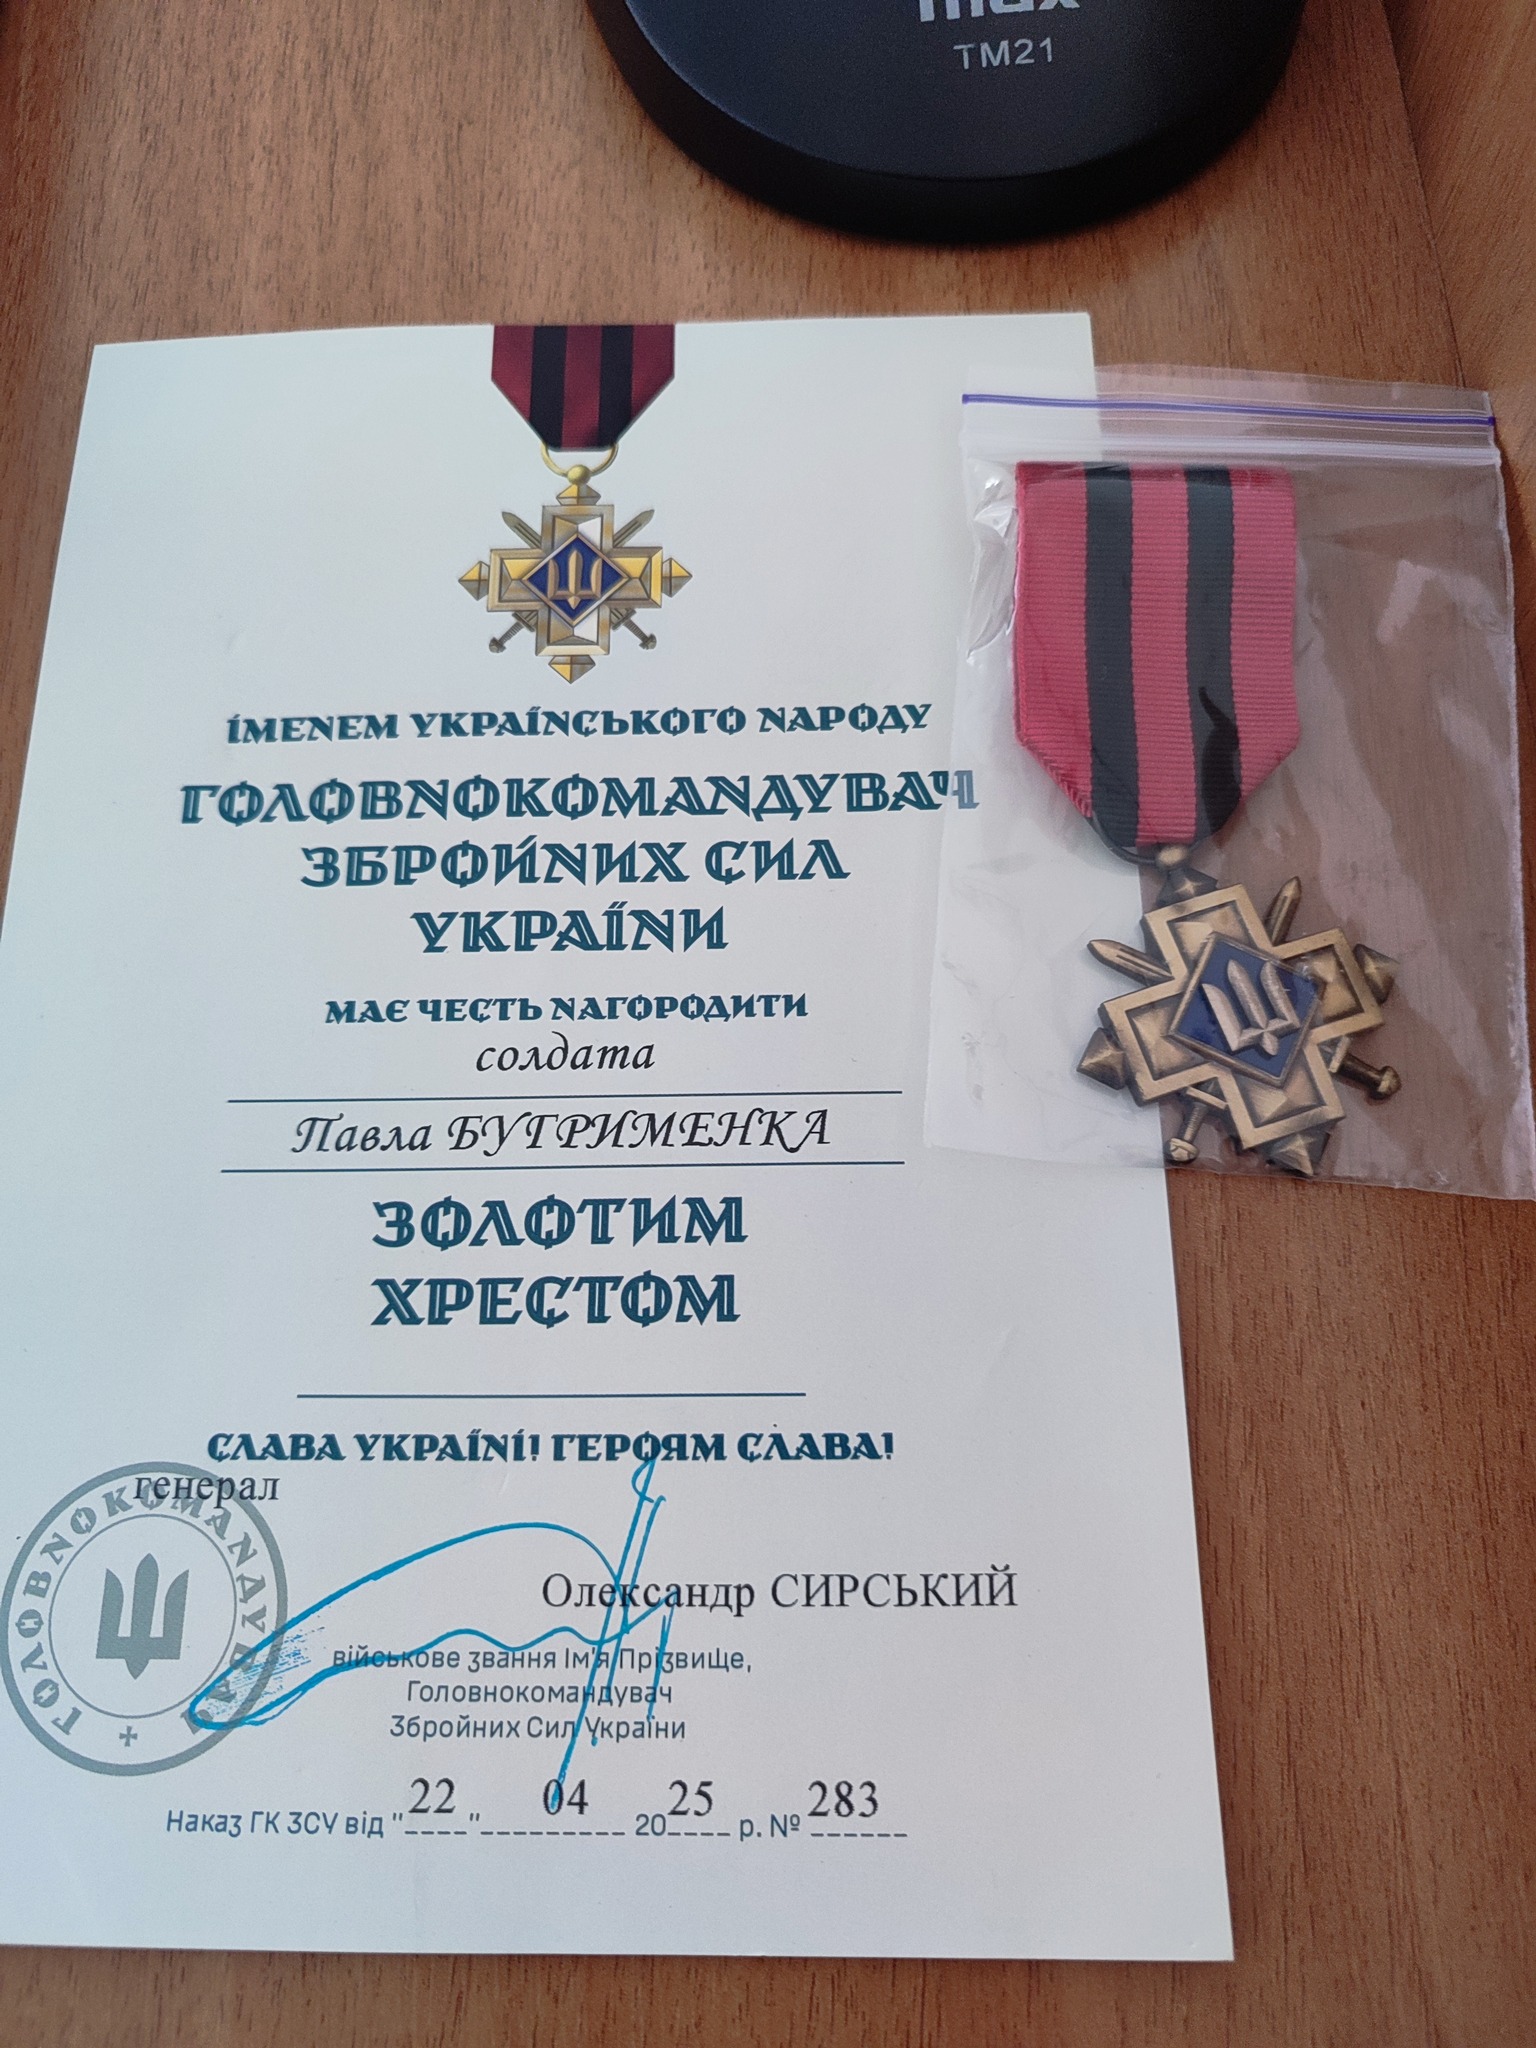 max
TM21
ІМЕНЕМ УКРАЇНСЬКОГО НАРОДУ
ГОЛОВНОКОМАНДУВАЧ
ЗБРОЙНИХ СИЛ
УКРАЇНИ
МАЄ ЧЕСТЬ НАГОРОДИТИ
солдата
Павла БУГРИМЕНКА
ЗОЛОТИМ
ХРЕСТОМ
СЛАВА УКРАЇНІ! ГЕРОЯМ СЛАВА!
генерал
ГОЛОВНОКОМАНДУВАЧ
Олександр СИРСЬКИЙ
військове звання Ім'я Прізвище,
Головнокомандувач
Збройних Сил України
Наказ ГК ЗСУ від "22" 04 2025 р. № 283